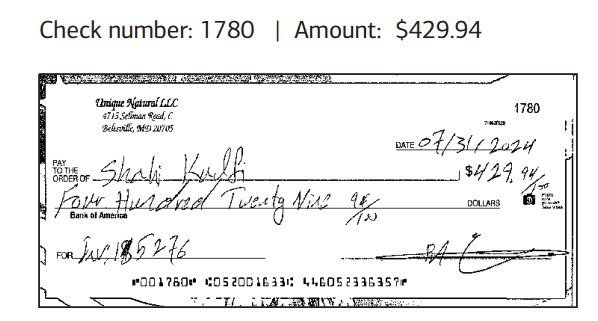 Check number: 1780 | Amount: $429.94
Unique Natural LLC
4715 Sellman Road, C
Beltsville, MD 20705
1780
DATE 07/31/2024
PAY TO THE ORDER OF Shahi Kulfi $429.94/100
Four Hundred Twenty Nine 94/100 DOLLARS
Bank of America
FOR Inv. 185276
⑈001780⑈ ⑆052001633⑆ 446052336357⑈